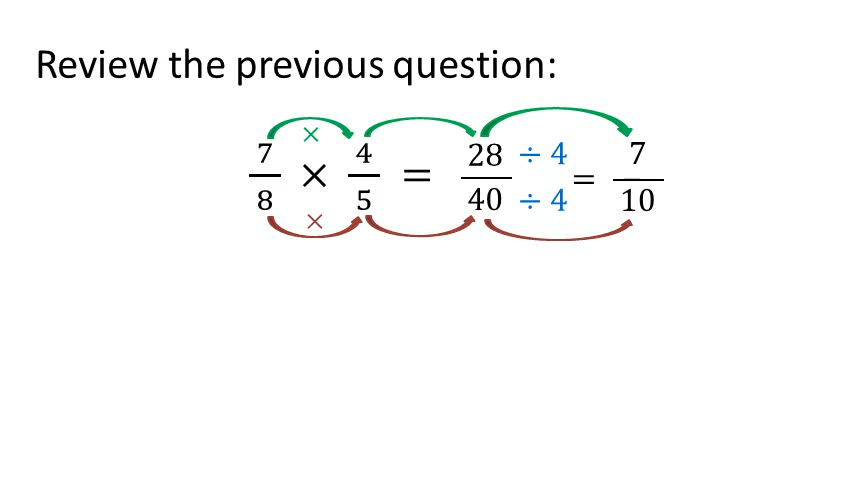 Review the previous question:
×
7/8 × 4/5 = 28/40 ÷ 4/÷ 4 = 7/10
×